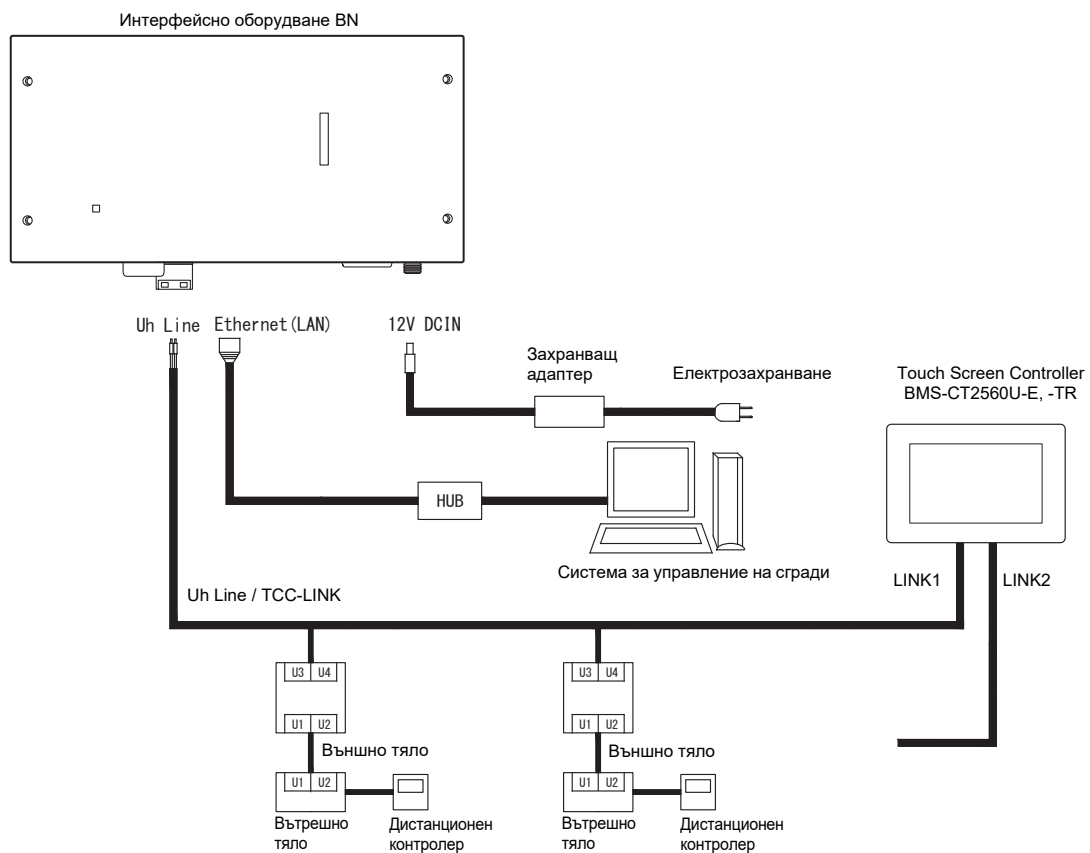 Интерфейсно оборудване BN
Uh Line
Ethernet(LAN)
12V DCIN
Захранващ
адаптер
Електрозахранване
Touch Screen Controller
BMS-CT2560U-E, -TR
HUB
Система за управление на сгради
LINK1
LINK2
Uh Line / TCC-LINK
U3 U4
U3 U4
U1 U2
U1 U2
Външно тяло
Външно тяло
U1 U2
U1 U2
Вътрешно
тяло
Дистанционен
контролер
Вътрешно
тяло
Дистанционен
контролер